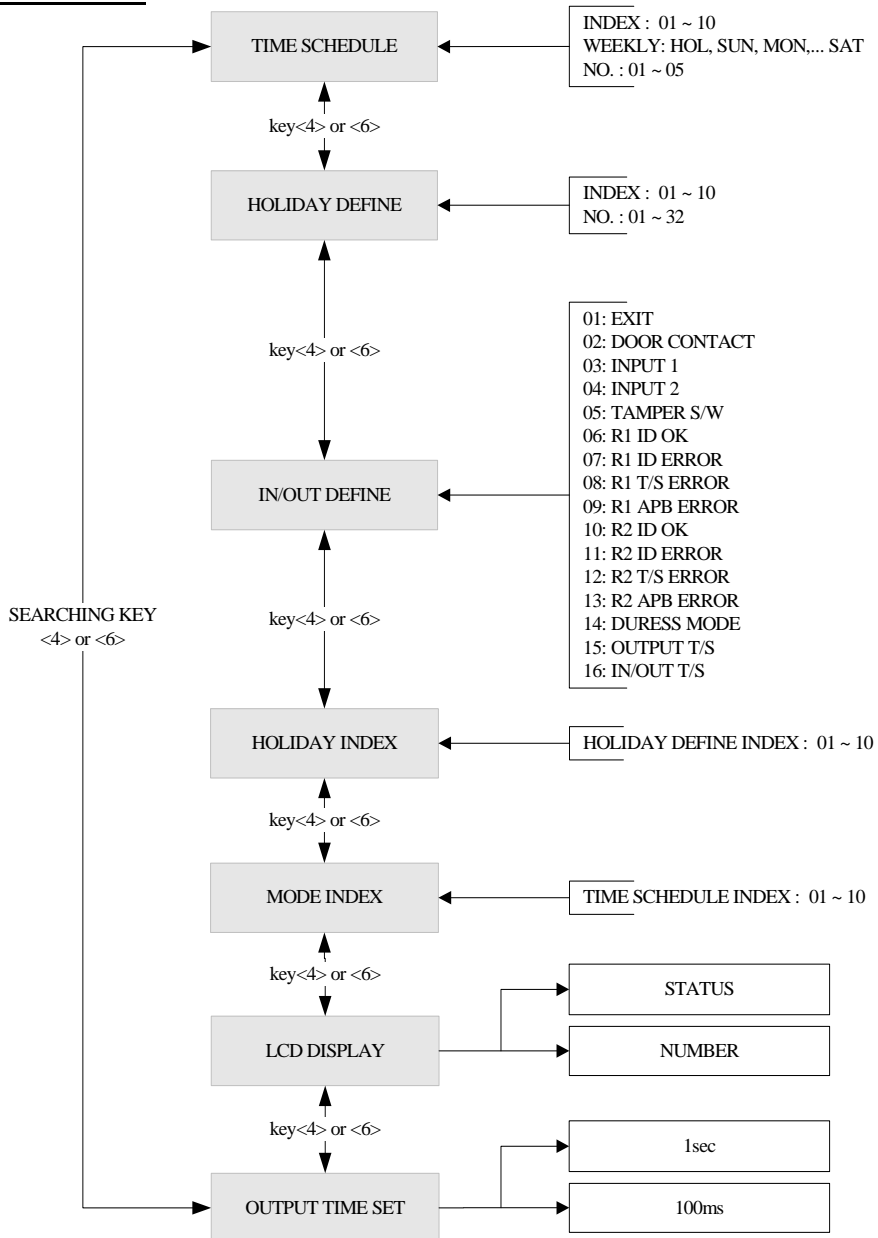 TIME SCHEDULE
INDEX : 01 ~ 10
WEEKLY: HOL, SUN, MON,... SAT
NO. : 01 ~ 05
key<4> or <6>
HOLIDAY DEFINE
INDEX : 01 ~ 10
NO. : 01 ~ 32
key<4> or <6>
IN/OUT DEFINE
01: EXIT
02: DOOR CONTACT
03: INPUT 1
04: INPUT 2
05: TAMPER S/W
06: R1 ID OK
07: R1 ID ERROR
08: R1 T/S ERROR
09: R1 APB ERROR
10: R2 ID OK
11: R2 ID ERROR
12: R2 T/S ERROR
13: R2 APB ERROR
14: DURESS MODE
15: OUTPUT T/S
16: IN/OUT T/S
SEARCHING KEY
<4> or <6>
key<4> or <6>
HOLIDAY INDEX
HOLIDAY DEFINE INDEX : 01 ~ 10
key<4> or <6>
MODE INDEX
TIME SCHEDULE INDEX : 01 ~ 10
key<4> or <6>
LCD DISPLAY
STATUS
NUMBER
key<4> or <6>
OUTPUT TIME SET
1sec
100ms